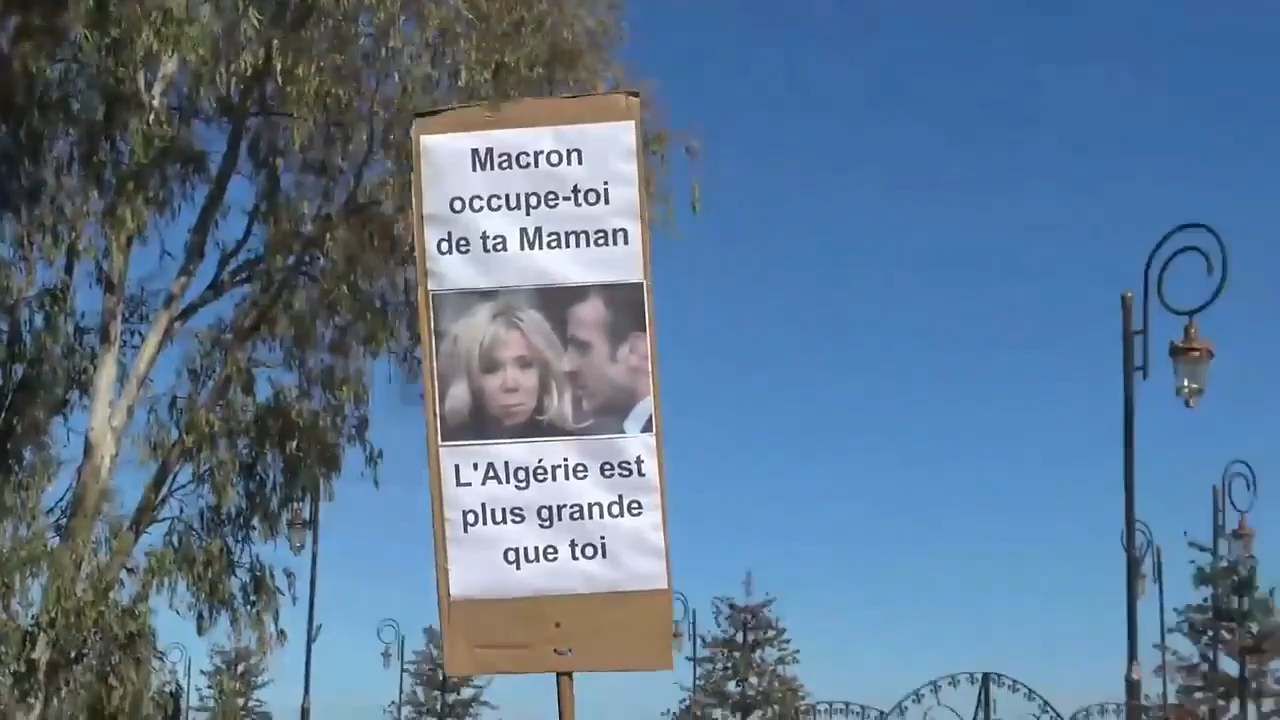 Macron
occupe-toi
de ta Maman
L'Algérie est
plus grande
que toi